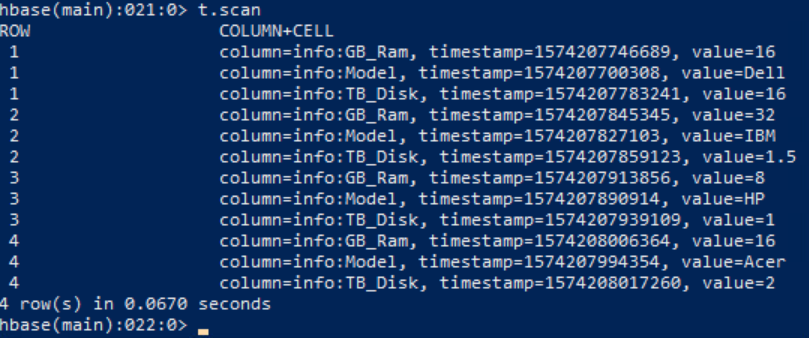 hbase(main):021:0> t.scan
ROW COLUMN+CELL
1 column=info:GB_Ram, timestamp=1574207746689, value=16
1 column=info:Model, timestamp=1574207700308, value=Dell
1 column=info:TB_Disk, timestamp=1574207783241, value=16
2 column=info:GB_Ram, timestamp=1574207845345, value=32
2 column=info:Model, timestamp=1574207827103, value=IBM
2 column=info:TB_Disk, timestamp=1574207859123, value=1.5
3 column=info:GB_Ram, timestamp=1574207913856, value=8
3 column=info:Model, timestamp=1574207890914, value=HP
3 column=info:TB_Disk, timestamp=1574207939109, value=1
4 column=info:GB_Ram, timestamp=1574208006364, value=16
4 column=info:Model, timestamp=1574207994354, value=Acer
4 column=info:TB_Disk, timestamp=1574208017260, value=2
4 row(s) in 0.0670 seconds
hbase(main):022:0>